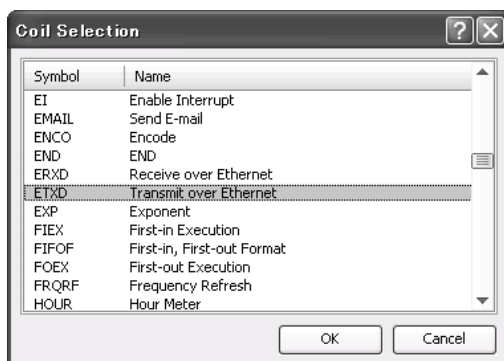 Coil Selection
Symbol Name
EI Enable Interrupt
EMAIL Send E-mail
ENCO Encode
END END
ERXD Receive over Ethernet
ETXD Transmit over Ethernet
EXP Exponent
FIEX First-in Execution
FIFOF First-in, First-out Format
FOEX First-out Execution
FRQRF Frequency Refresh
HOUR Hour Meter
OK Cancel